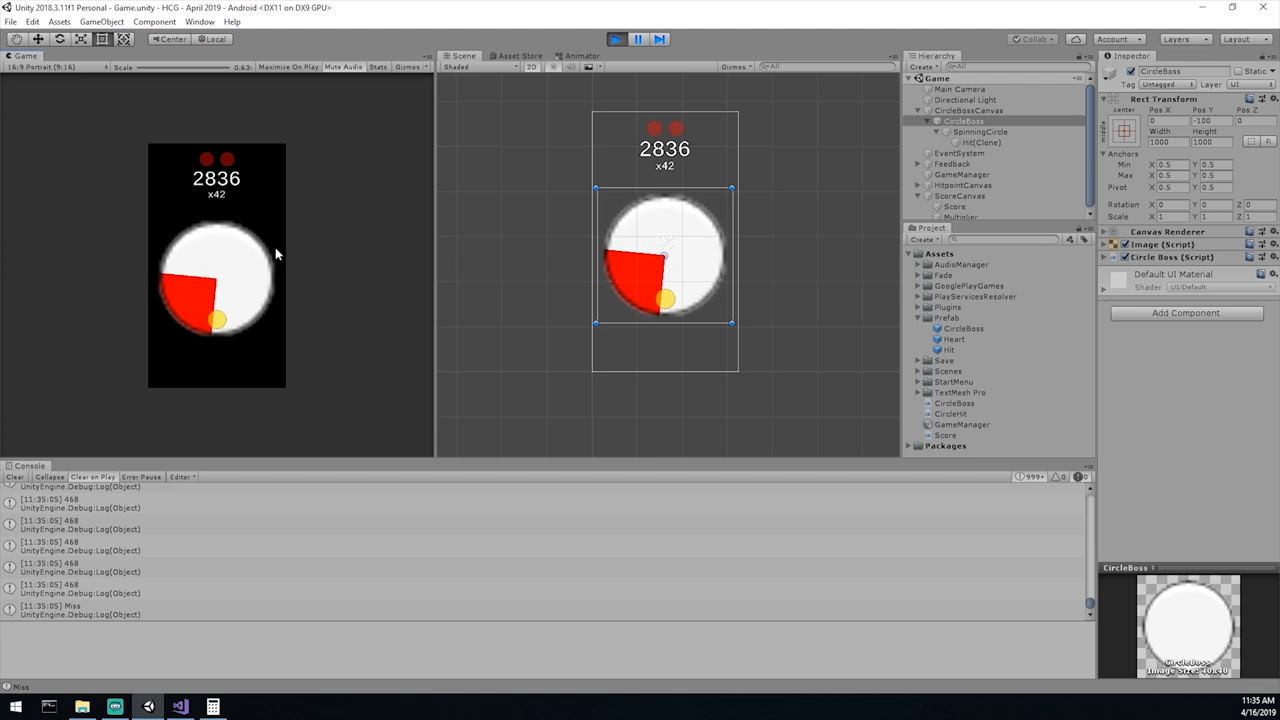 Unity 2018.3.11f1 Personal - Game.unity - HCG - April 2019 - Android <DX11 on DX9 GPU>
File Edit Assets GameObject Component Window Help
Center Local Collab Account Layers Layout
Game
16:9 Portrait (9:16) Scale 0.63 Maximize On Play Mute Audio Stats Gizmos
2836
x42
Scene Asset Store Animator
Shaded 2D Gizmos All
2836
x42
Hierarchy
Create All
Game
Main Camera
Directional Light
CircleBossCanvas
CircleBoss
SpinningCircle
Hit(Clone)
EventSystem
Feedback
GameManager
HitpointCanvas
ScoreCanvas
Score
Multiplier
Project
Create
Assets
AudioManager
Fade
GooglePlayGames
PlayServicesResolver
Plugins
Prefab
CircleBoss
Heart
Hit
Save
Scenes
StartMenu
TextMesh Pro
CircleBoss
CircleHit
GameManager
Score
Packages
Inspector
CircleBoss Static
Tag Untagged Layer UI
Rect Transform
center Pos X Pos Y Pos Z
middle 0 -100 0
Width Height
1000 1000 R
Anchors
Min X 0.5 Y 0.5
Max X 0.5 Y 0.5
Pivot X 0.5 Y 0.5
Rotation X 0 Y 0 Z 0
Scale X 1 Y 1 Z 1
Canvas Renderer
Image (Script)
Circle Boss (Script)
Default UI Material
Shader UI/Default
Add Component
CircleBoss
CircleBoss
Image Size: 40x40
Console
Clear Collapse Clear on Play Error Pause Editor 999+ 0 0
UnityEngine.Debug:Log(Object)
[11:35:05] 468
UnityEngine.Debug:Log(Object)
[11:35:05] 468
UnityEngine.Debug:Log(Object)
[11:35:05] 468
UnityEngine.Debug:Log(Object)
[11:35:05] 468
UnityEngine.Debug:Log(Object)
[11:35:05] 468
UnityEngine.Debug:Log(Object)
[11:35:05] Miss
UnityEngine.Debug:Log(Object)
Miss
11:35 AM
4/16/2019